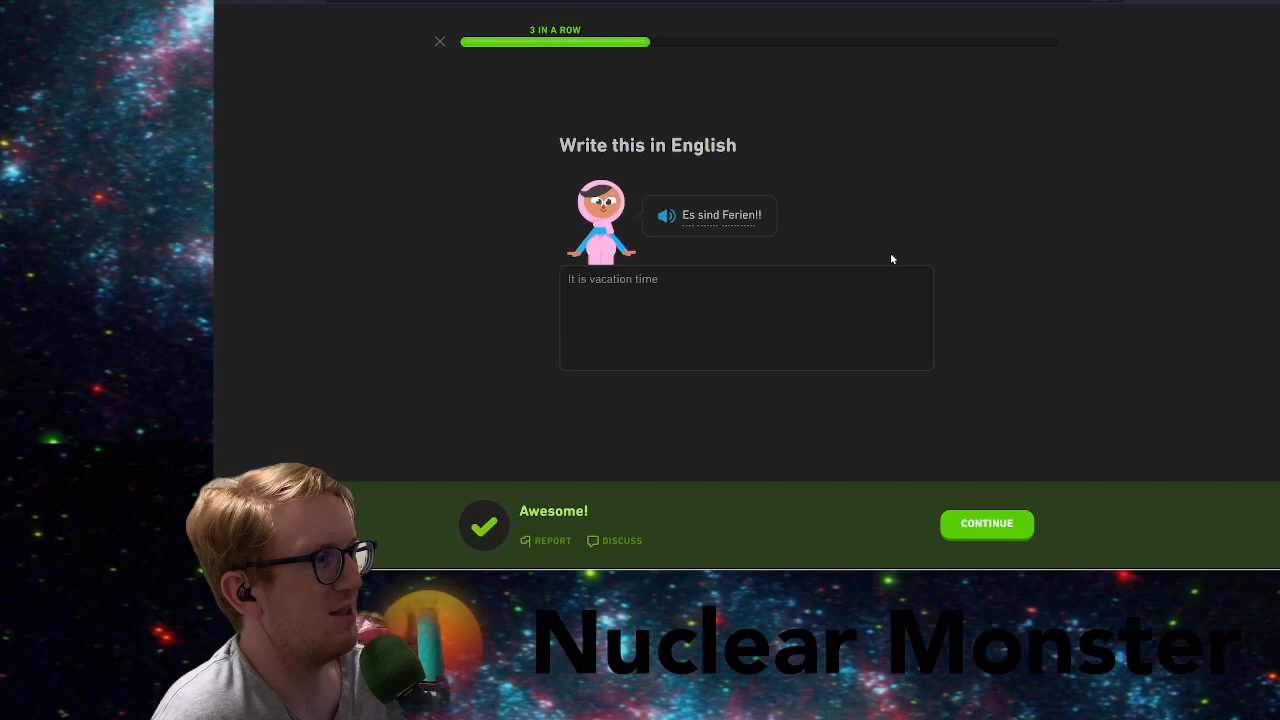 3 IN A ROW
Write this in English
Es sind Ferien!!
It is vacation time
Awesome!
REPORT
DISCUSS
CONTINUE
Nuclear Monster